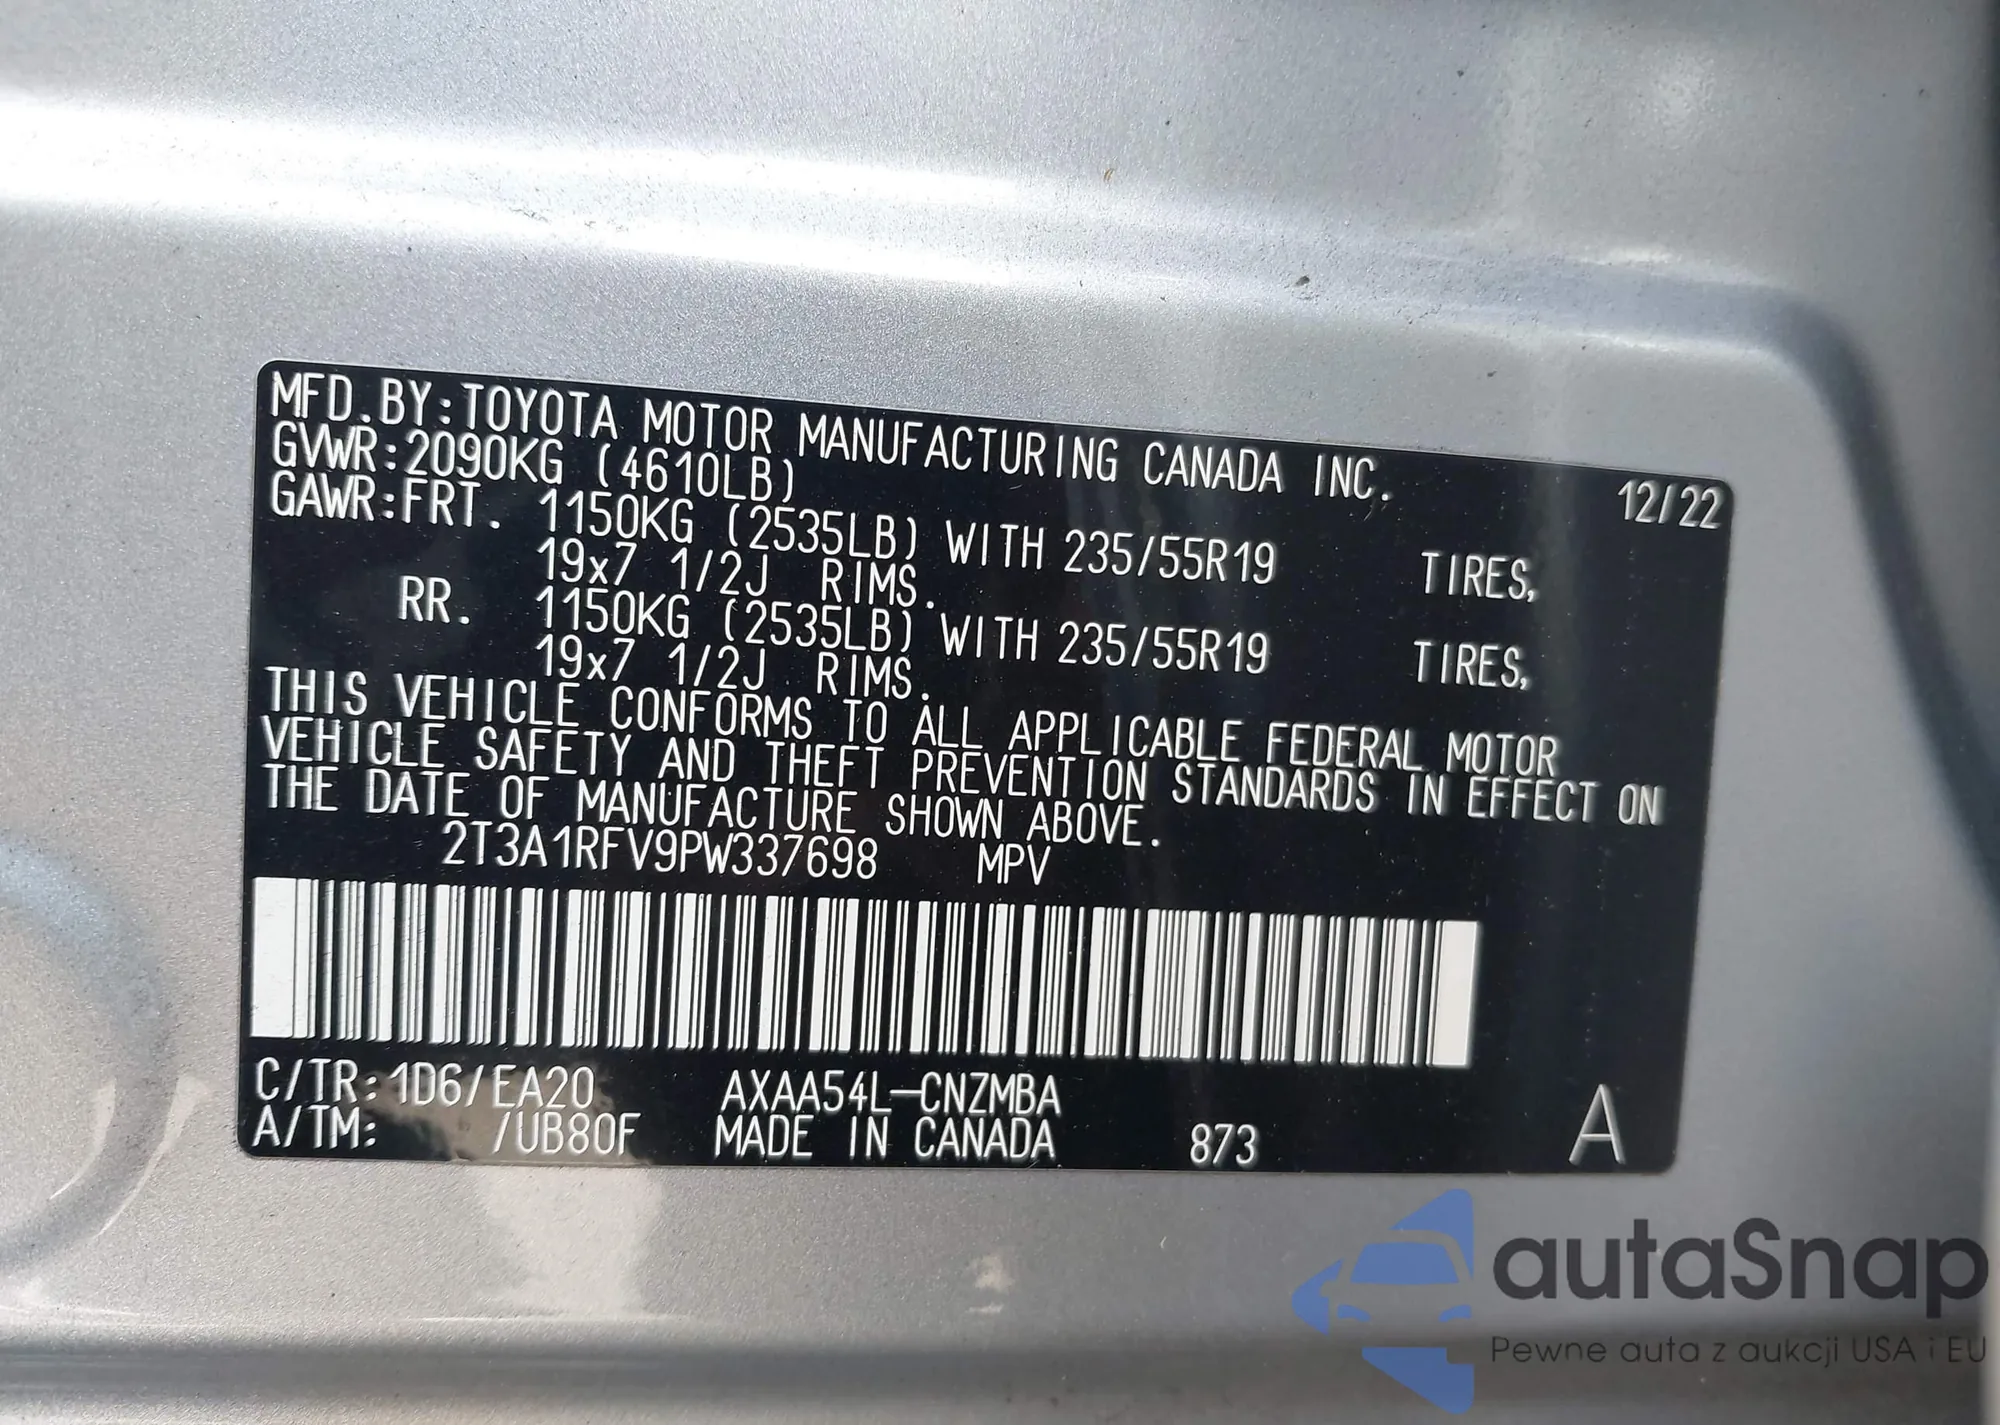 MFD.BY:TOYOTA MOTOR MANUFACTURING CANADA INC. 12/22
GVWR:2090KG (4610LB)
GAWR:FRT. 1150KG (2535LB) WITH 235/55R19 TIRES,
19x7 1/2J RIMS.
RR. 1150KG (2535LB) WITH 235/55R19 TIRES,
19x7 1/2J RIMS.
THIS VEHICLE CONFORMS TO ALL APPLICABLE FEDERAL MOTOR
VEHICLE SAFETY AND THEFT PREVENTION STANDARDS IN EFFECT ON
THE DATE OF MANUFACTURE SHOWN ABOVE.
2T3A1RFV9PW337698 MPV
C/TR:1D6/EA20 AXAA54L-CNZMBA
A/TM: /UB80F MADE IN CANADA 873 A
autaSnap
Pewne auta z aukcji USA i EU